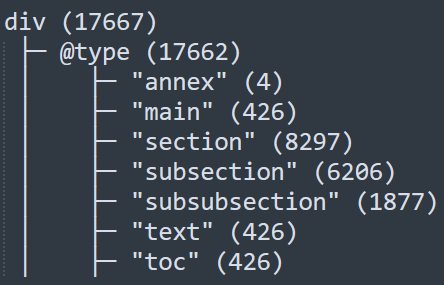 div (17667)
├─ @type (17662)
│ ├─ "annex" (4)
│ ├─ "main" (426)
│ ├─ "section" (8297)
│ ├─ "subsection" (6206)
│ ├─ "subsubsection" (1877)
│ ├─ "text" (426)
│ ├─ "toc" (426)